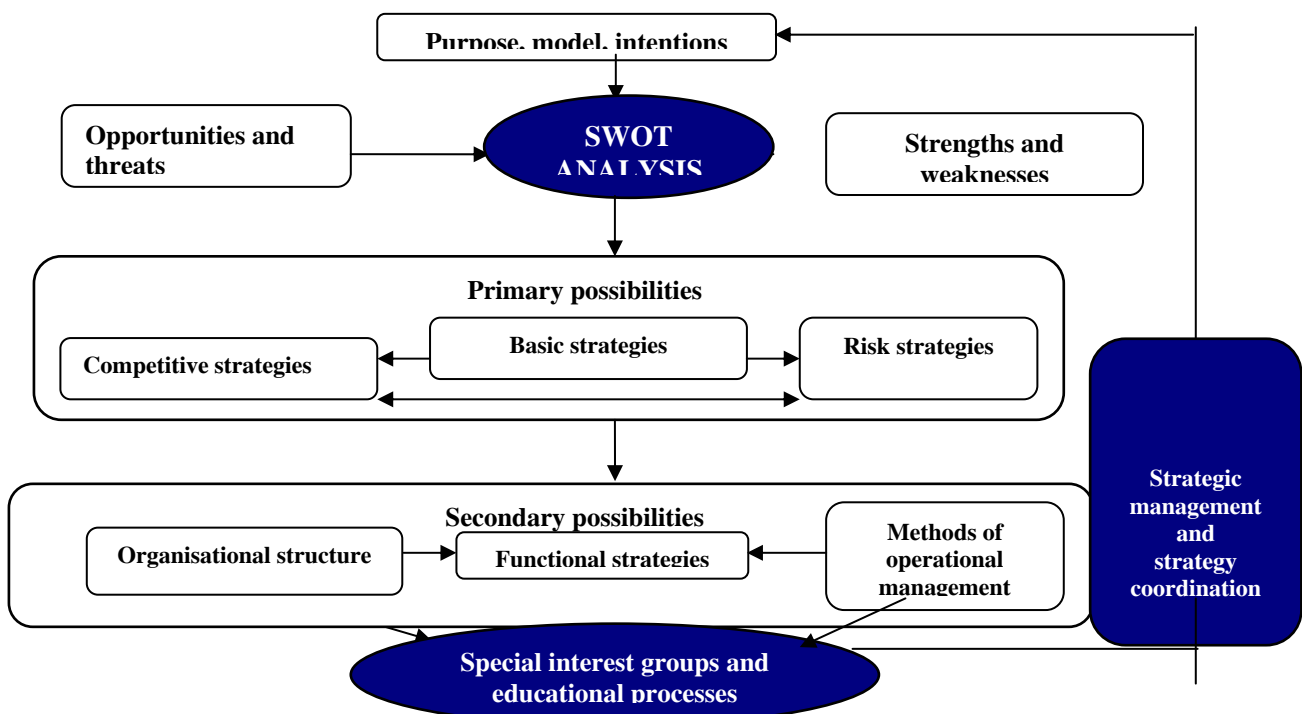 Purpose, model, intentions
Opportunities and
threats
SWOT
ANALYSIS
Strengths and
weaknesses
Primary possibilities
Competitive strategies
Basic strategies
Risk strategies
Secondary possibilities
Organisational structure
Functional strategies
Methods of
operational
management
Strategic
management
and
strategy
coordination
Special interest groups and
educational processes